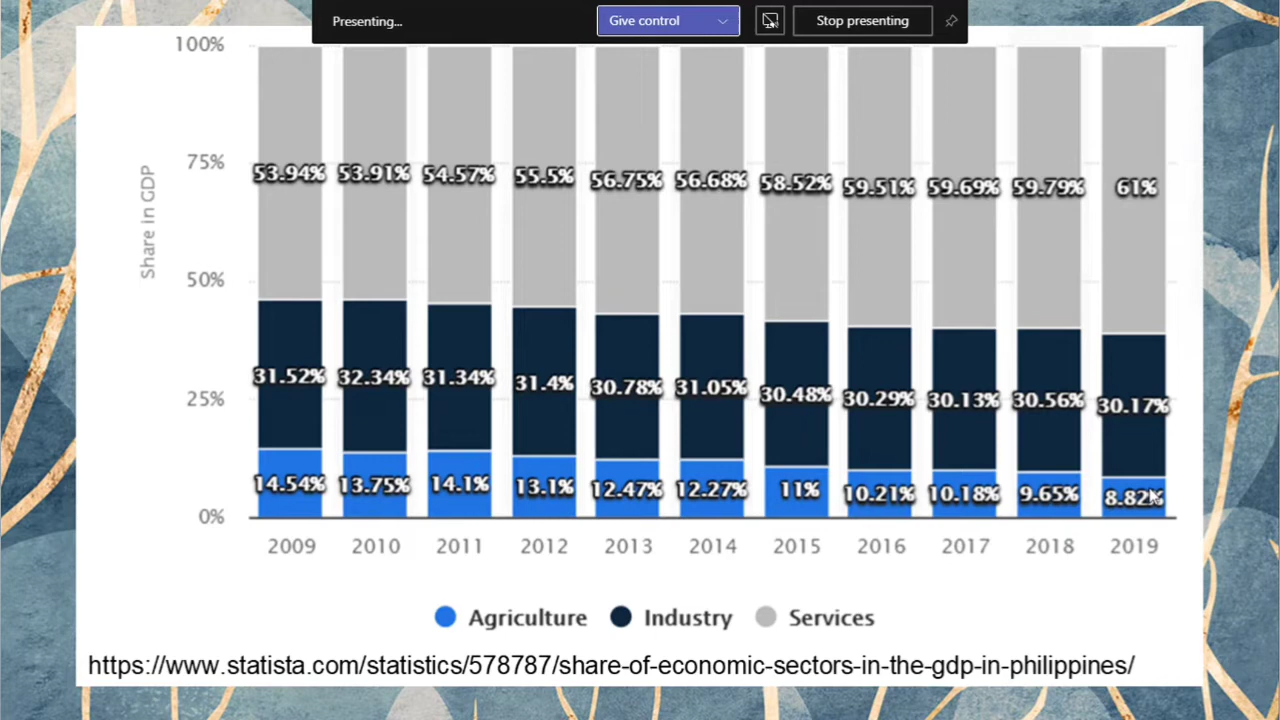 Presenting...
Give control
Stop presenting
100%
75%
50%
25%
0%
Share in GDP
53.94% 53.91% 54.57% 55.5% 56.75% 56.68% 58.52% 59.51% 59.69% 59.79% 61%
31.52% 32.34% 31.34% 31.4% 30.78% 31.05% 30.48% 30.29% 30.13% 30.56% 30.17%
14.54% 13.75% 14.1% 13.1% 12.47% 12.27% 11% 10.21% 10.18% 9.65% 8.82%
2009 2010 2011 2012 2013 2014 2015 2016 2017 2018 2019
Agriculture Industry Services
https://www.statista.com/statistics/578787/share-of-economic-sectors-in-the-gdp-in-philippines/